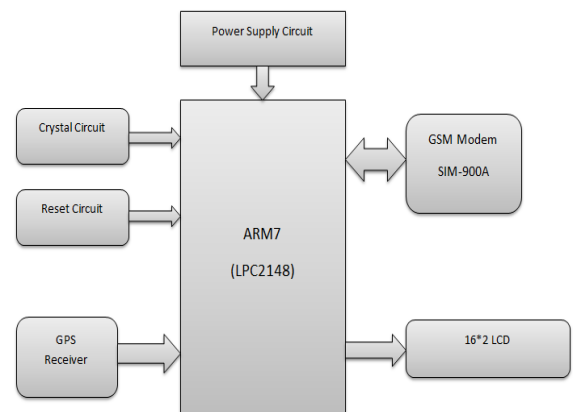 Power Supply Circuit
Crystal Circuit
GSM Modem
SIM-900A
Reset Circuit
ARM7
(LPC2148)
GPS
Receiver
16*2 LCD